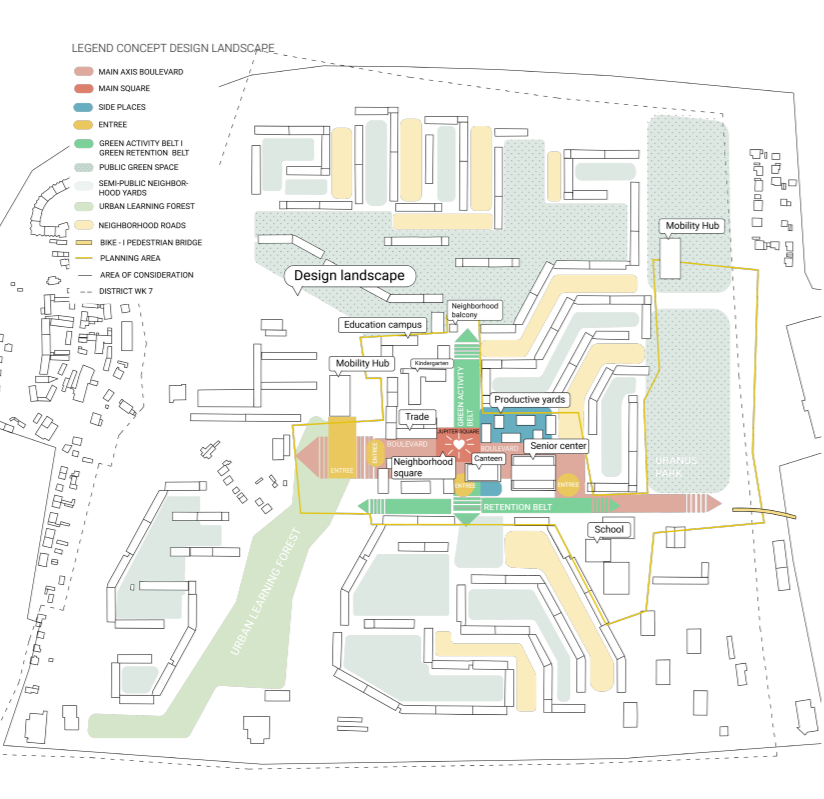 LEGEND CONCEPT DESIGN LANDSCAPE
MAIN AXIS BOULEVARD
MAIN SQUARE
SIDE PLACES
ENTREE
GREEN ACTIVITY BELT I
GREEN RETENTION BELT
PUBLIC GREEN SPACE
SEMI-PUBLIC NEIGHBOR-
HOOD YARDS
URBAN LEARNING FOREST
NEIGHBORHOOD ROADS
BIKE - I PEDESTRIAN BRIDGE
PLANNING AREA
AREA OF CONSIDERATION
DISTRICT WK 7
Mobility Hub
Design landscape
Neighborhood
balcony
Education campus
Mobility Hub
Kindergarten
GREEN ACTIVITY
BELT
Productive yards
Trade
JUPITER SQUARE
BOULEVARD
BOULEVARD
Senior center
ENTREE
Neighborhood
square
Canteen
URANUS
PARK
ENTREE
ENTREE
ENTREE
RETENTION BELT
School
URBAN LEARNING FOREST